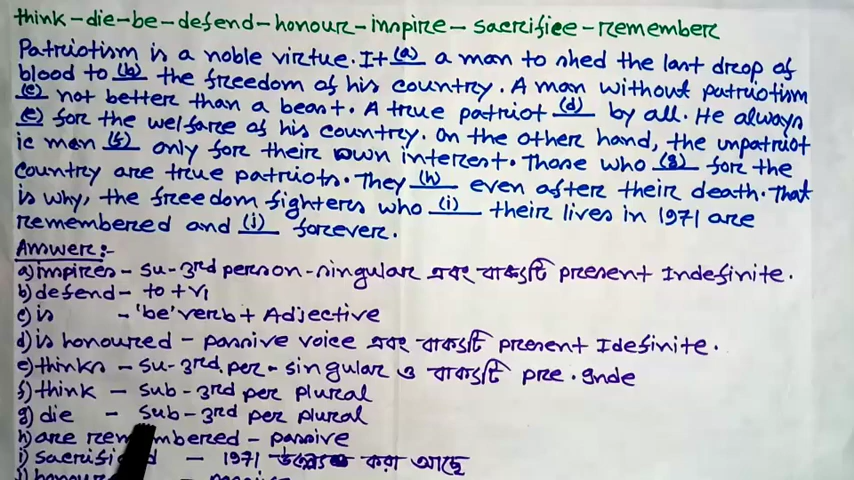 think-die-be-defend-honour-inspire-sacrifice-remember
Patriotism is a noble virtue. It (a) a man to shed the last drop of
blood to (b) the freedom of his country. A man without patriotism
(c) not better than a beast. A true patriot (d) by all. He always
(e) for the welfare of his country. On the other hand, the unpatriot
ic men (f) only for their own interest. Those who (g) for the
country are true patriots. They (h) even after their death. That
is why, the freedom fighters who (i) their lives in 1971 are
remembered and (j) forever.
Answer:-
a) inspires - su-3rd person-singular এবং বাক্যটি present Indefinite.
b) defend - to + v1
c) is - 'be' verb + Adjective
d) is honoured - passive voice এবং বাক্যটি present Idefinite.
e) thinks - su-3rd.per-singular ও বাক্যটি pre. Inde
f) think - sub-3rd per plural
g) die - sub-3rd per plural
h) are remembered - passive
i) sacrificed - 1971 উল্লেখ করা আছে